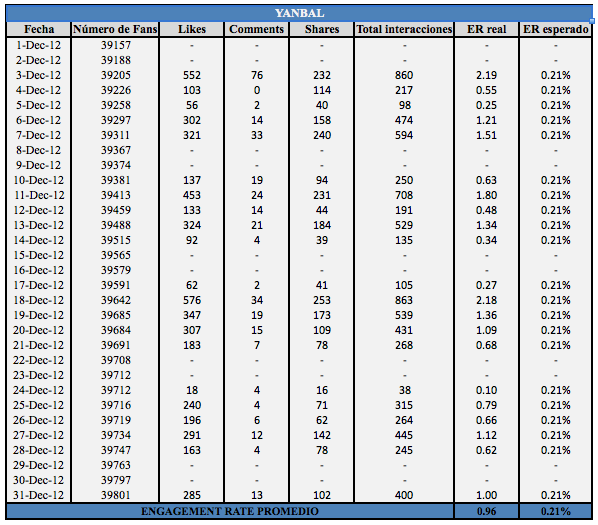 YANBAL
Fecha Número de Fans Likes Comments Shares Total interacciones ER real ER esperado
1-Dec-12 39157 - - - - - -
2-Dec-12 39188 - - - - - -
3-Dec-12 39205 552 76 232 860 2.19 0.21%
4-Dec-12 39226 103 0 114 217 0.55 0.21%
5-Dec-12 39258 56 2 40 98 0.25 0.21%
6-Dec-12 39297 302 14 158 474 1.21 0.21%
7-Dec-12 39311 321 33 240 594 1.51 0.21%
8-Dec-12 39367 - - - - - -
9-Dec-12 39374 - - - - - -
10-Dec-12 39381 137 19 94 250 0.63 0.21%
11-Dec-12 39413 453 24 231 708 1.80 0.21%
12-Dec-12 39459 133 14 44 191 0.48 0.21%
13-Dec-12 39488 324 21 184 529 1.34 0.21%
14-Dec-12 39515 92 4 39 135 0.34 0.21%
15-Dec-12 39565 - - - - - -
16-Dec-12 39579 - - - - - -
17-Dec-12 39591 62 2 41 105 0.27 0.21%
18-Dec-12 39642 576 34 253 863 2.18 0.21%
19-Dec-12 39685 347 19 173 539 1.36 0.21%
20-Dec-12 39684 307 15 109 431 1.09 0.21%
21-Dec-12 39691 183 7 78 268 0.68 0.21%
22-Dec-12 39708 - - - - - -
23-Dec-12 39712 - - - - - -
24-Dec-12 39712 18 4 16 38 0.10 0.21%
25-Dec-12 39716 240 4 71 315 0.79 0.21%
26-Dec-12 39719 196 6 62 264 0.66 0.21%
27-Dec-12 39734 291 12 142 445 1.12 0.21%
28-Dec-12 39747 163 4 78 245 0.62 0.21%
29-Dec-12 39763 - - - - - -
30-Dec-12 39797 - - - - - -
31-Dec-12 39801 285 13 102 400 1.00 0.21%
ENGAGEMENT RATE PROMEDIO 0.96 0.21%